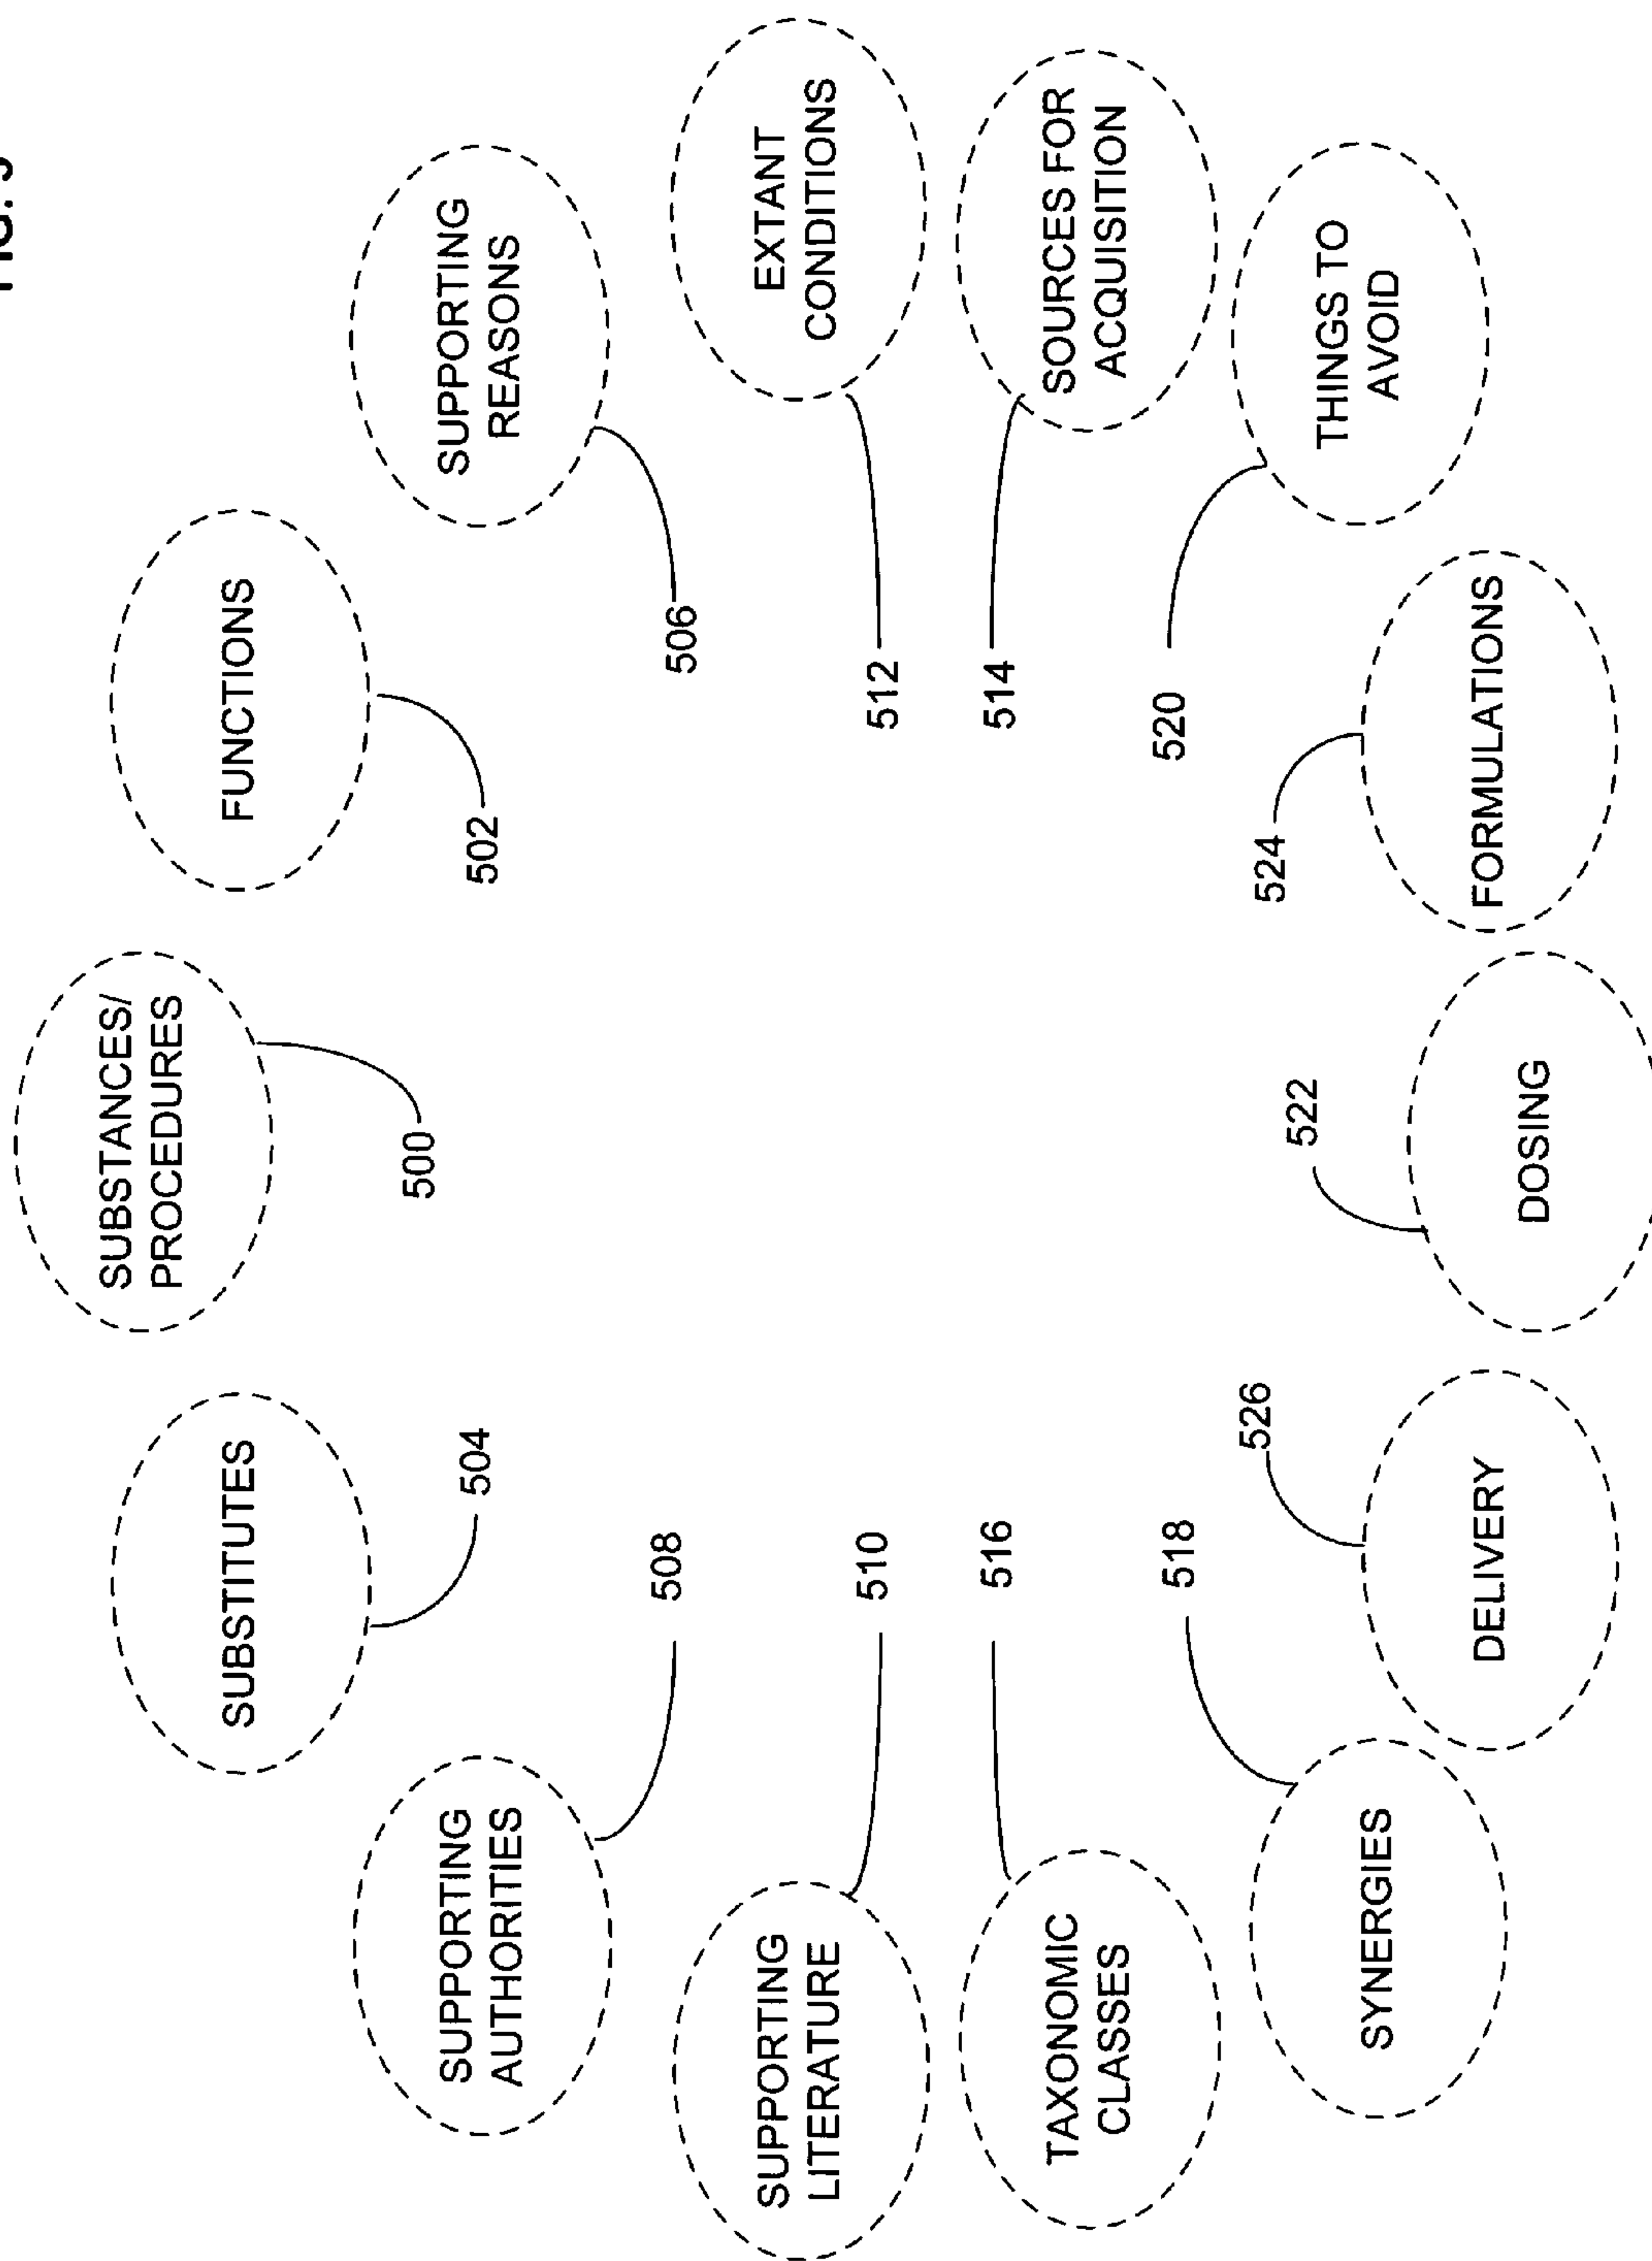 FIG.
SUBSTANCES/
PROCEDURES
SUBSTITUTES
FUNCTIONS
500
504
502
SUPPORTING
AUTHORITIES
SUPPORTING
REASONS
508
506
SUPPORTING
LITERATURE
EXTANT
CONDITIONS
510
512
516
514
TAXONOMIC
CLASSES
SOURCES FOR
ACQUISITION
518
520
526
522
524
SYNERGIES
THINGS TO
AVOID
DELIVERY
DOSING
FORMULATIONS